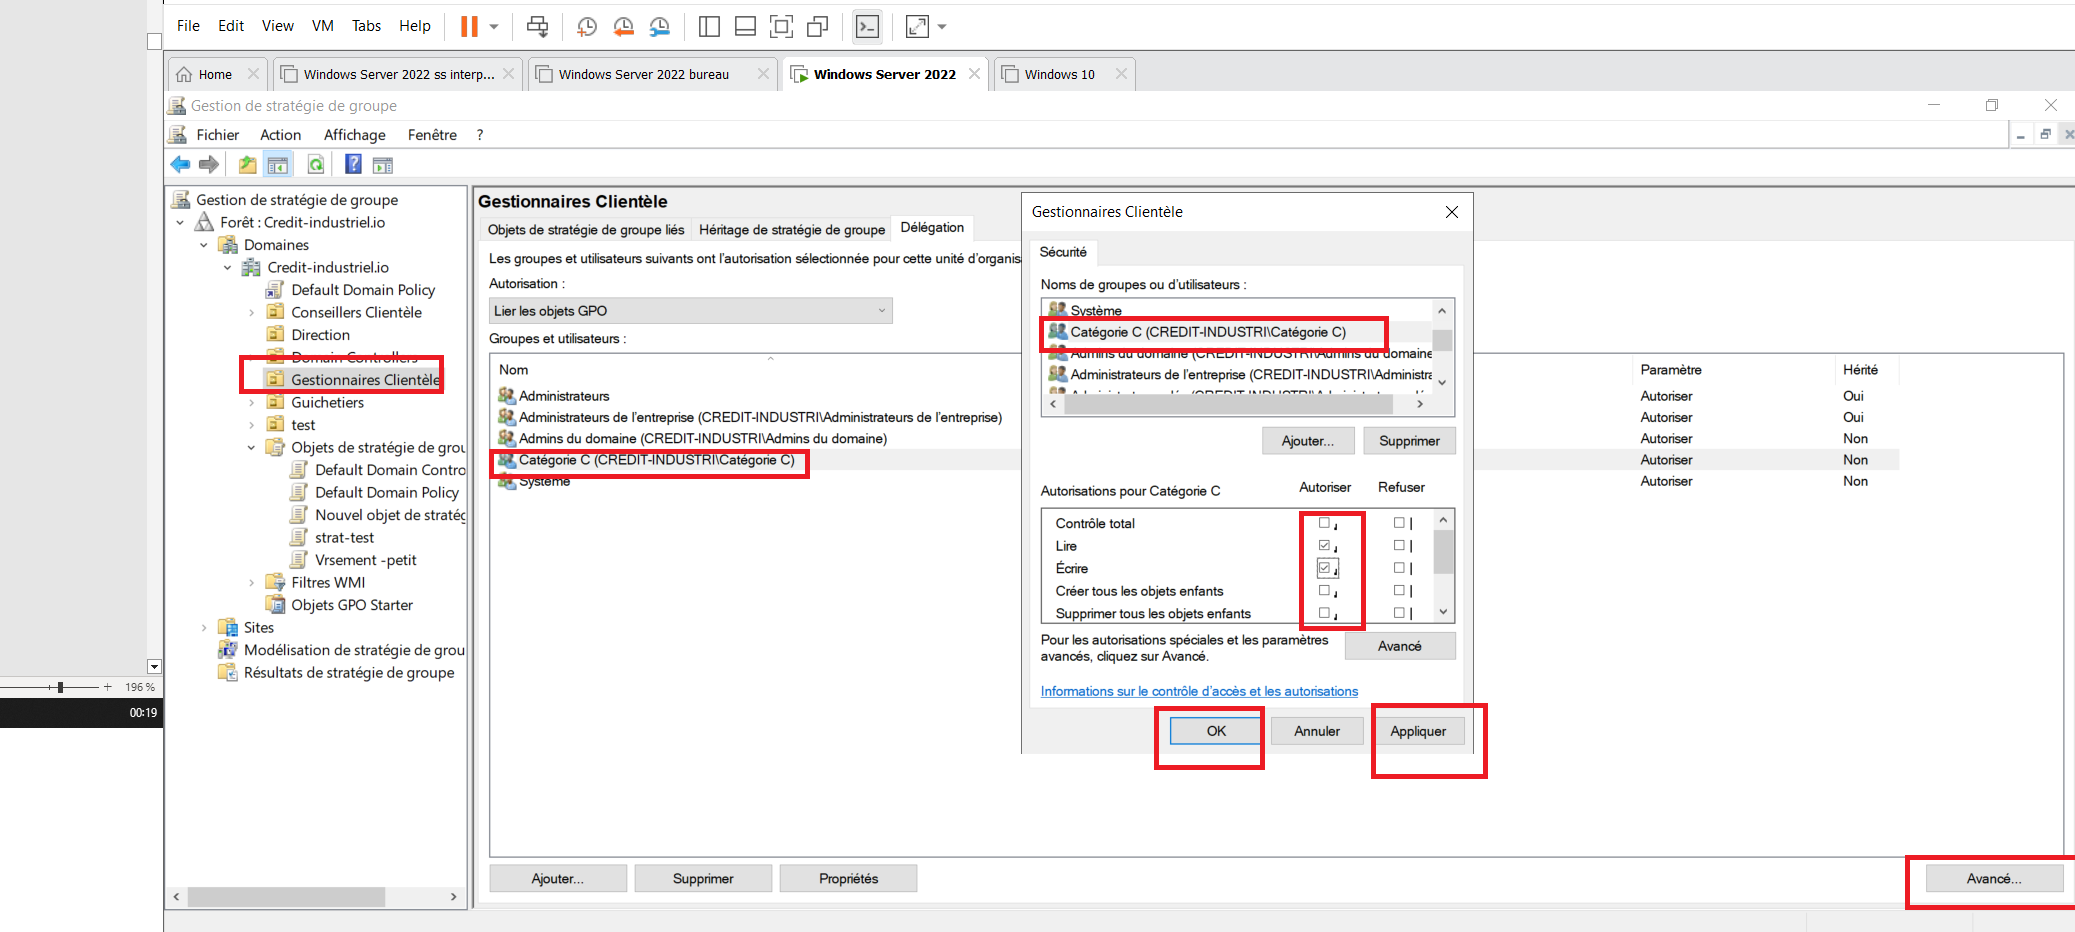 File Edit View VM Tabs Help
Home
Windows Server 2022 ss interp...
Windows Server 2022 bureau
Windows Server 2022
Windows 10
Gestion de stratégie de groupe
Fichier Action Affichage Fenêtre ?
Gestion de stratégie de groupe
Forêt : Credit-industriel.io
Domaines
Credit-industriel.io
Default Domain Policy
Conseillers Clientèle
Direction
Domain Controllers
Gestionnaires Clientèle
Guichetiers
test
Objets de stratégie de grou
Default Domain Contro
Default Domain Policy
Nouvel objet de stratég
strat-test
Vrsement -petit
Filtres WMI
Objets GPO Starter
Sites
Modélisation de stratégie de grou
Résultats de stratégie de groupe
196 %
00:19
Gestionnaires Clientèle
Objets de stratégie de groupe liés
Héritage de stratégie de groupe
Délégation
Les groupes et utilisateurs suivants ont l'autorisation sélectionnée pour cette unité d'organis
Autorisation :
Lier les objets GPO
Groupes et utilisateurs :
Nom
Paramètre
Hérité
Administrateurs
Autoriser
Oui
Administrateurs de l'entreprise (CREDIT-INDUSTRI\Administrateurs de l'entreprise)
Autoriser
Oui
Admins du domaine (CREDIT-INDUSTRI\Admins du domaine)
Autoriser
Non
Catégorie C (CREDIT-INDUSTRI\Catégorie C)
Autoriser
Non
Système
Autoriser
Non
Ajouter...
Supprimer
Propriétés
Avancé...
Gestionnaires Clientèle
Sécurité
Noms de groupes ou d'utilisateurs :
Système
Catégorie C (CREDIT-INDUSTRI\Catégorie C)
Admins du domaine (CREDIT-INDUSTRI\Admins du domaine
Administrateurs de l'entreprise (CREDIT-INDUSTRI\Administra
Ajouter...
Supprimer
Autorisations pour Catégorie C
Autoriser
Refuser
Contrôle total
Lire
Écrire
Créer tous les objets enfants
Supprimer tous les objets enfants
Pour les autorisations spéciales et les paramètres
avancés, cliquez sur Avancé.
Avancé
Informations sur le contrôle d'accès et les autorisations
OK
Annuler
Appliquer